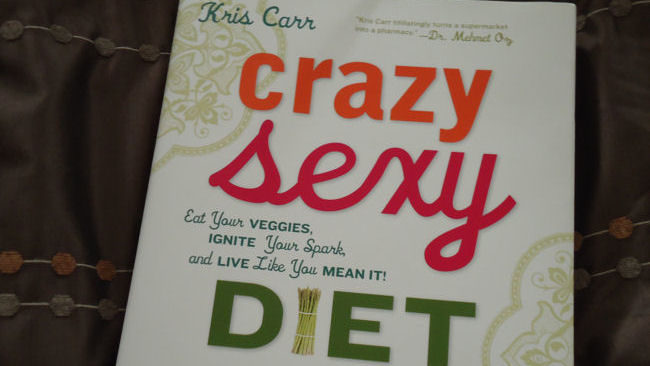 Kris Carr
"Kris Carr titillatingly turns a supermarket
into a pharmacy." —Dr. Mehmet Oz
crazy
sexy
Eat Your VEGGIES,
IGNITE Your Spark,
and LIVE Like You MEAN IT!
DIET